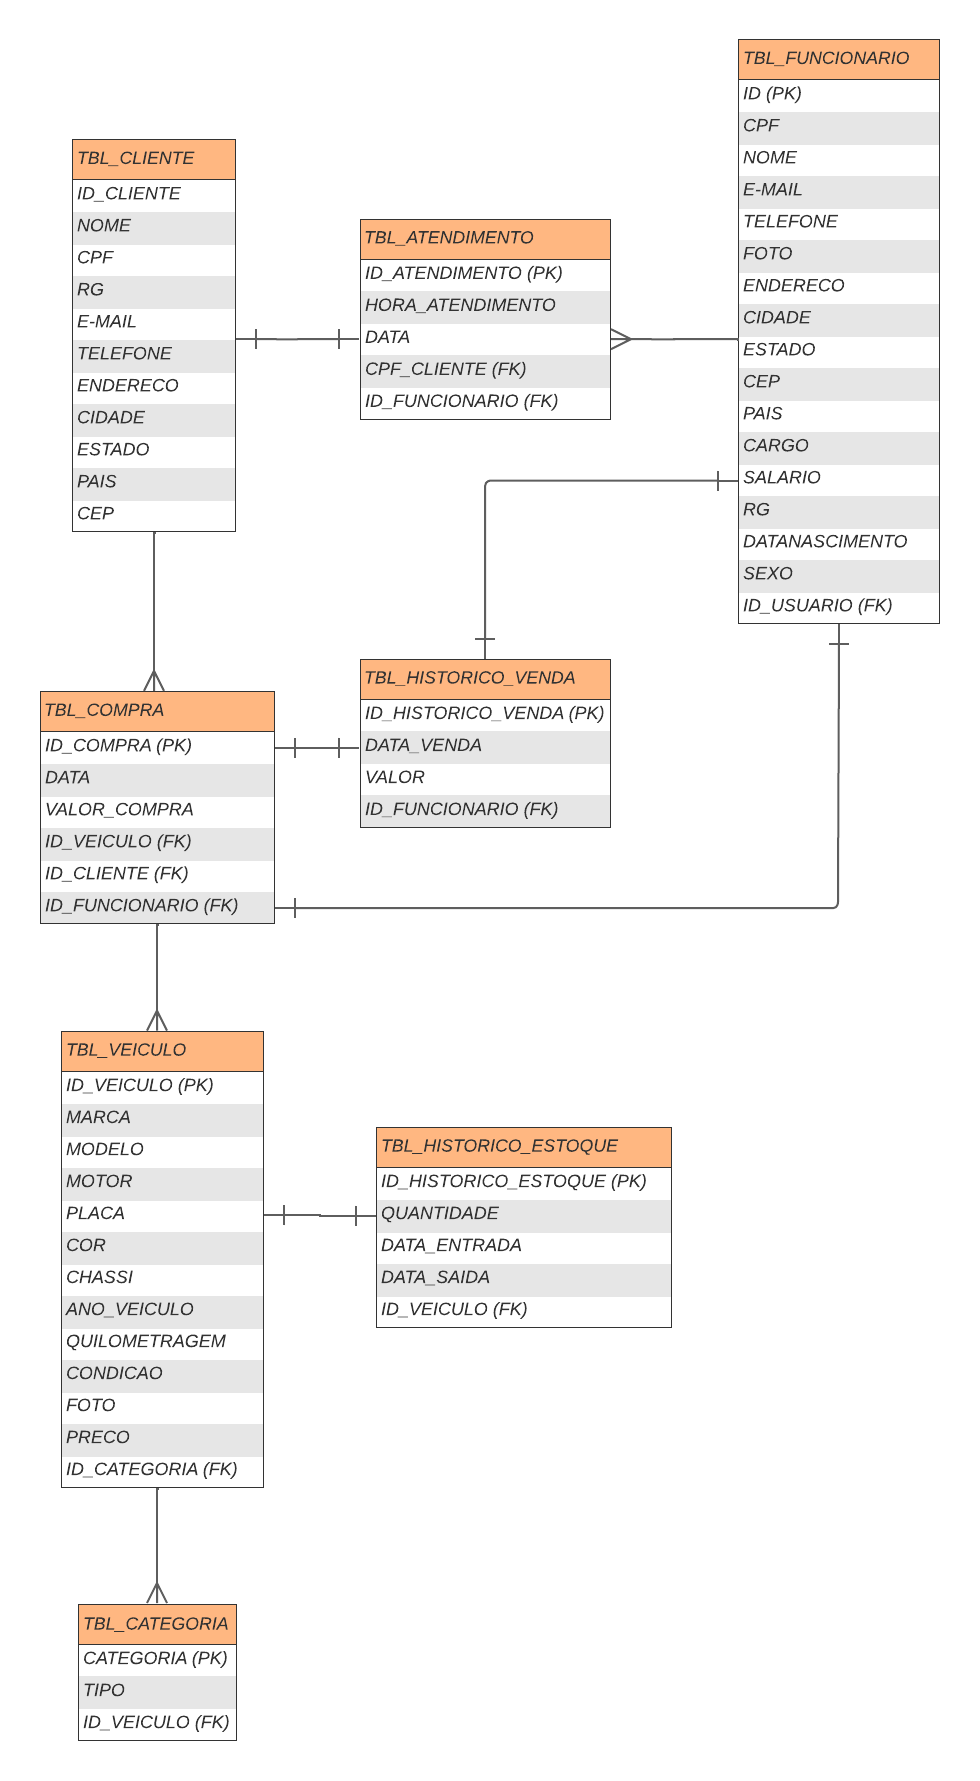 TBL_FUNCIONARIO
ID (PK)
CPF
NOME
E-MAIL
TELEFONE
FOTO
ENDERECO
CIDADE
ESTADO
CEP
PAIS
CARGO
SALARIO
RG
DATANASCIMENTO
SEXO
ID_USUARIO (FK)
TBL_CLIENTE
ID_CLIENTE
NOME
CPF
RG
E-MAIL
TELEFONE
ENDERECO
CIDADE
ESTADO
PAIS
CEP
TBL_ATENDIMENTO
ID_ATENDIMENTO (PK)
HORA_ATENDIMENTO
DATA
CPF_CLIENTE (FK)
ID_FUNCIONARIO (FK)
TBL_HISTORICO_VENDA
ID_HISTORICO_VENDA (PK)
DATA_VENDA
VALOR
ID_FUNCIONARIO (FK)
TBL_COMPRA
ID_COMPRA (PK)
DATA
VALOR_COMPRA
ID_VEICULO (FK)
ID_CLIENTE (FK)
ID_FUNCIONARIO (FK)
TBL_VEICULO
ID_VEICULO (PK)
MARCA
MODELO
MOTOR
PLACA
COR
CHASSI
ANO_VEICULO
QUILOMETRAGEM
CONDICAO
FOTO
PRECO
ID_CATEGORIA (FK)
TBL_HISTORICO_ESTOQUE
ID_HISTORICO_ESTOQUE (PK)
QUANTIDADE
DATA_ENTRADA
DATA_SAIDA
ID_VEICULO (FK)
TBL_CATEGORIA
CATEGORIA (PK)
TIPO
ID_VEICULO (FK)